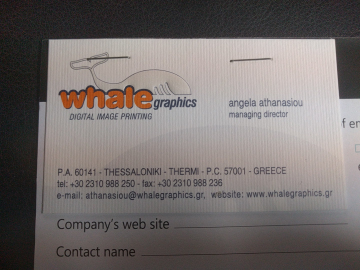 whale graphics
DIGITAL IMAGE PRINTING
angela athanasiou
managing director
P.A. 60141 - THESSALONIKI - THERMI - P.C. 57001 - GREECE
tel: +30 2310 988 250 - fax: +30 2310 988 236
e-mail: athanasiou@whalegraphics.gr, website: www.whalegraphics.gr
of e
Company's web site
Contact name